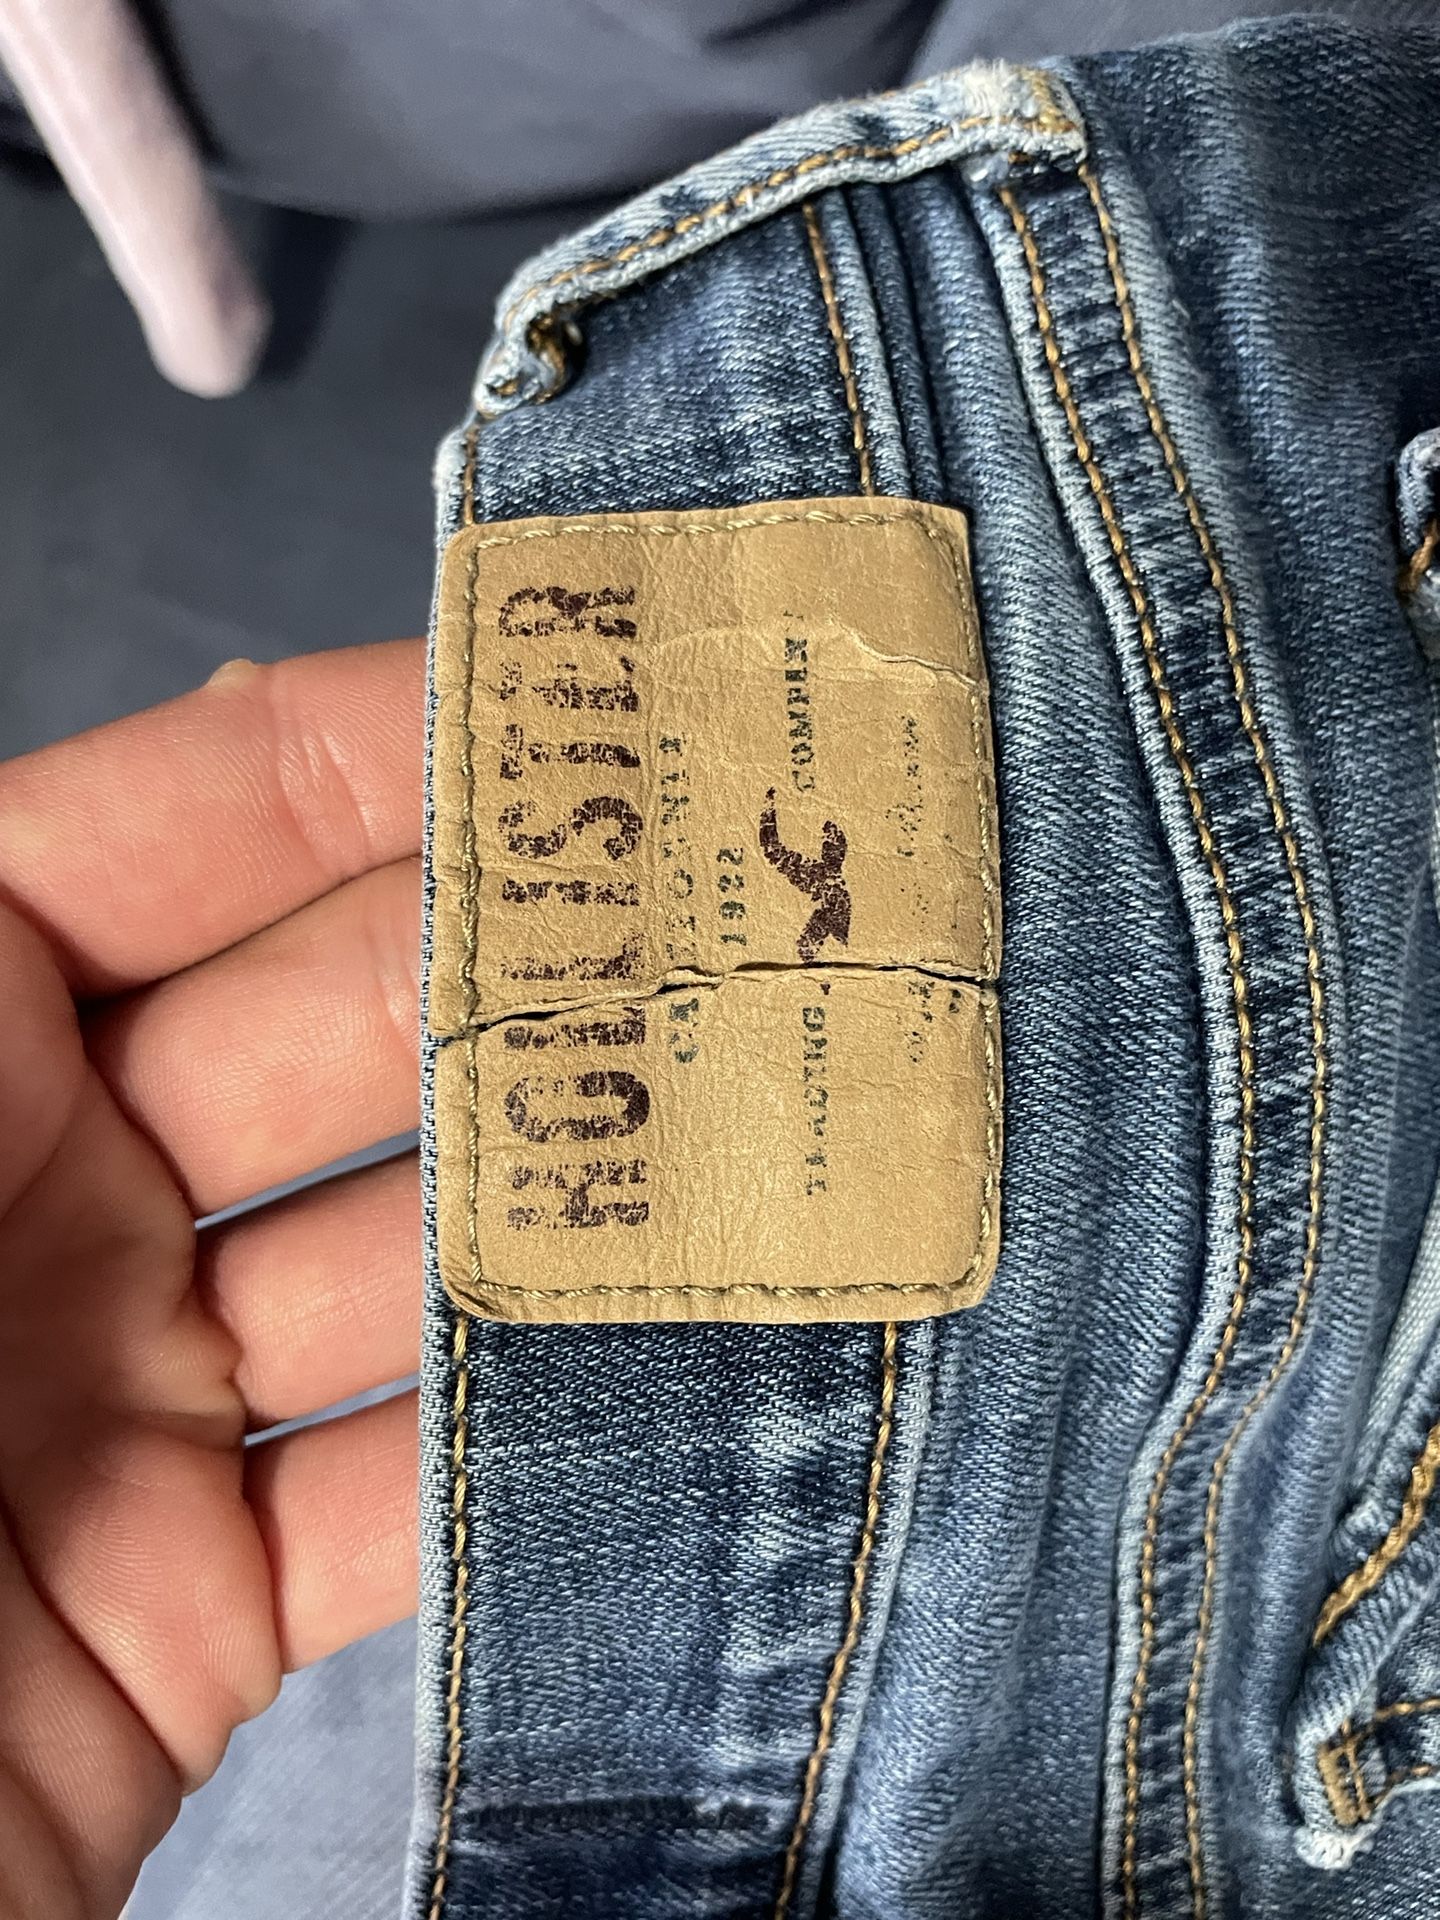 HOLLISTER
CALIFORNIA
1922
TRADING COMPANY